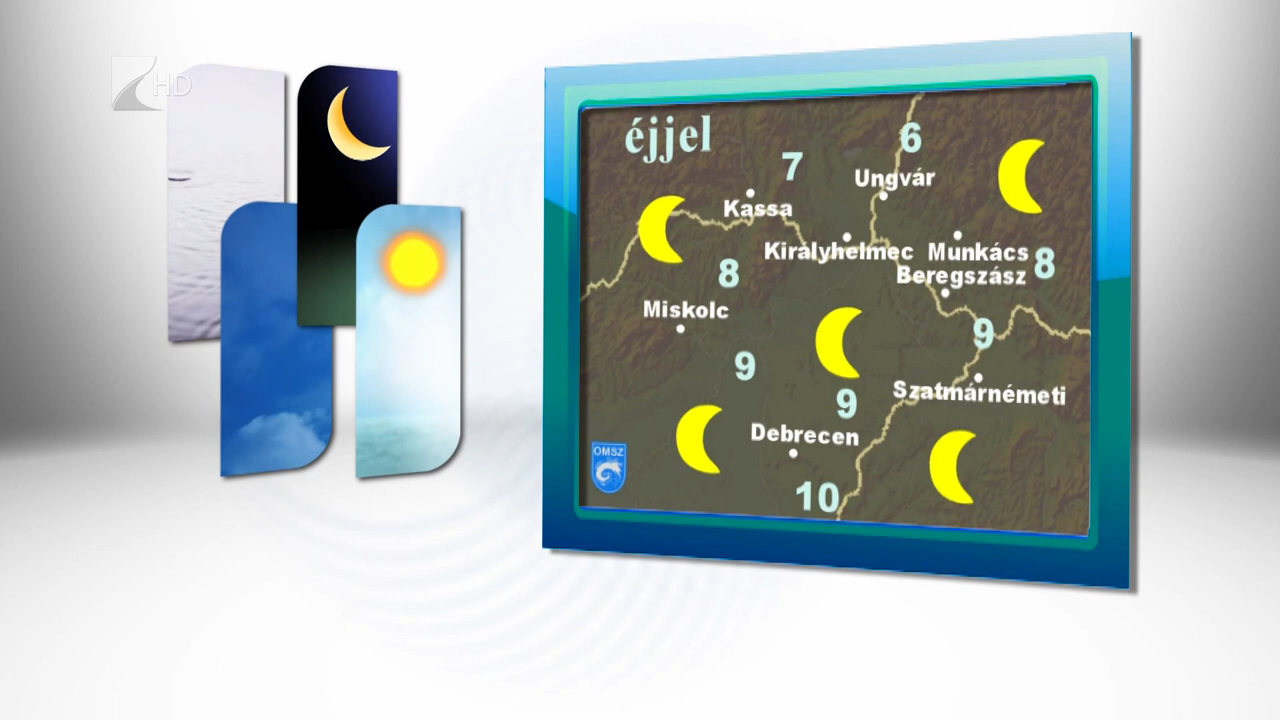 HD
éjjel
6
7
Ungvár
Kassa
Királyhelmec
Munkács
8
Beregszász
8
Miskolc
9
9
Szatmárnémeti
9
Debrecen
OMSZ
10